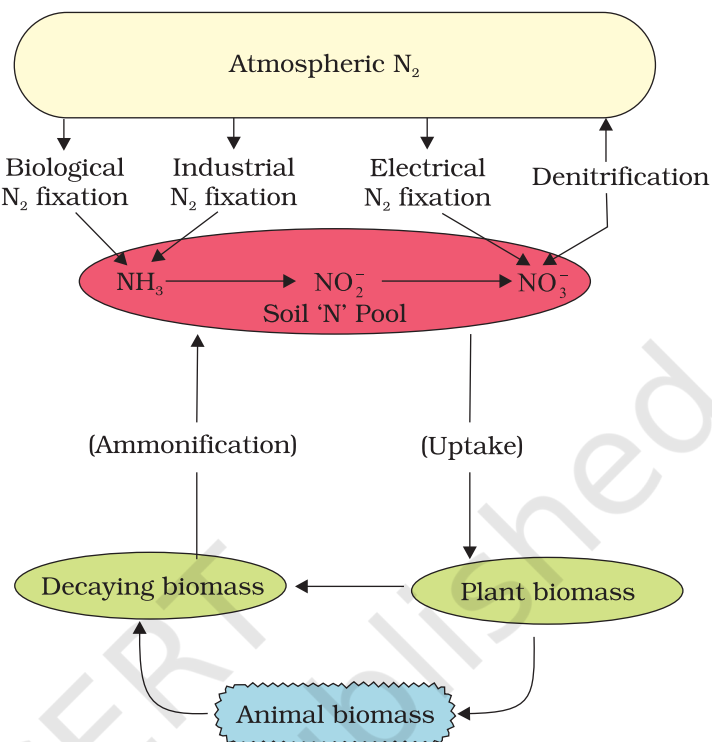 Atmospheric N₂
Biological
N₂ fixation
Industrial
N₂ fixation
Electrical
N₂ fixation
Denitrification
NH₃
NO₂⁻
NO₃⁻
Soil ‘N’ Pool
(Ammonification)
(Uptake)
Decaying biomass
Plant biomass
Animal biomass